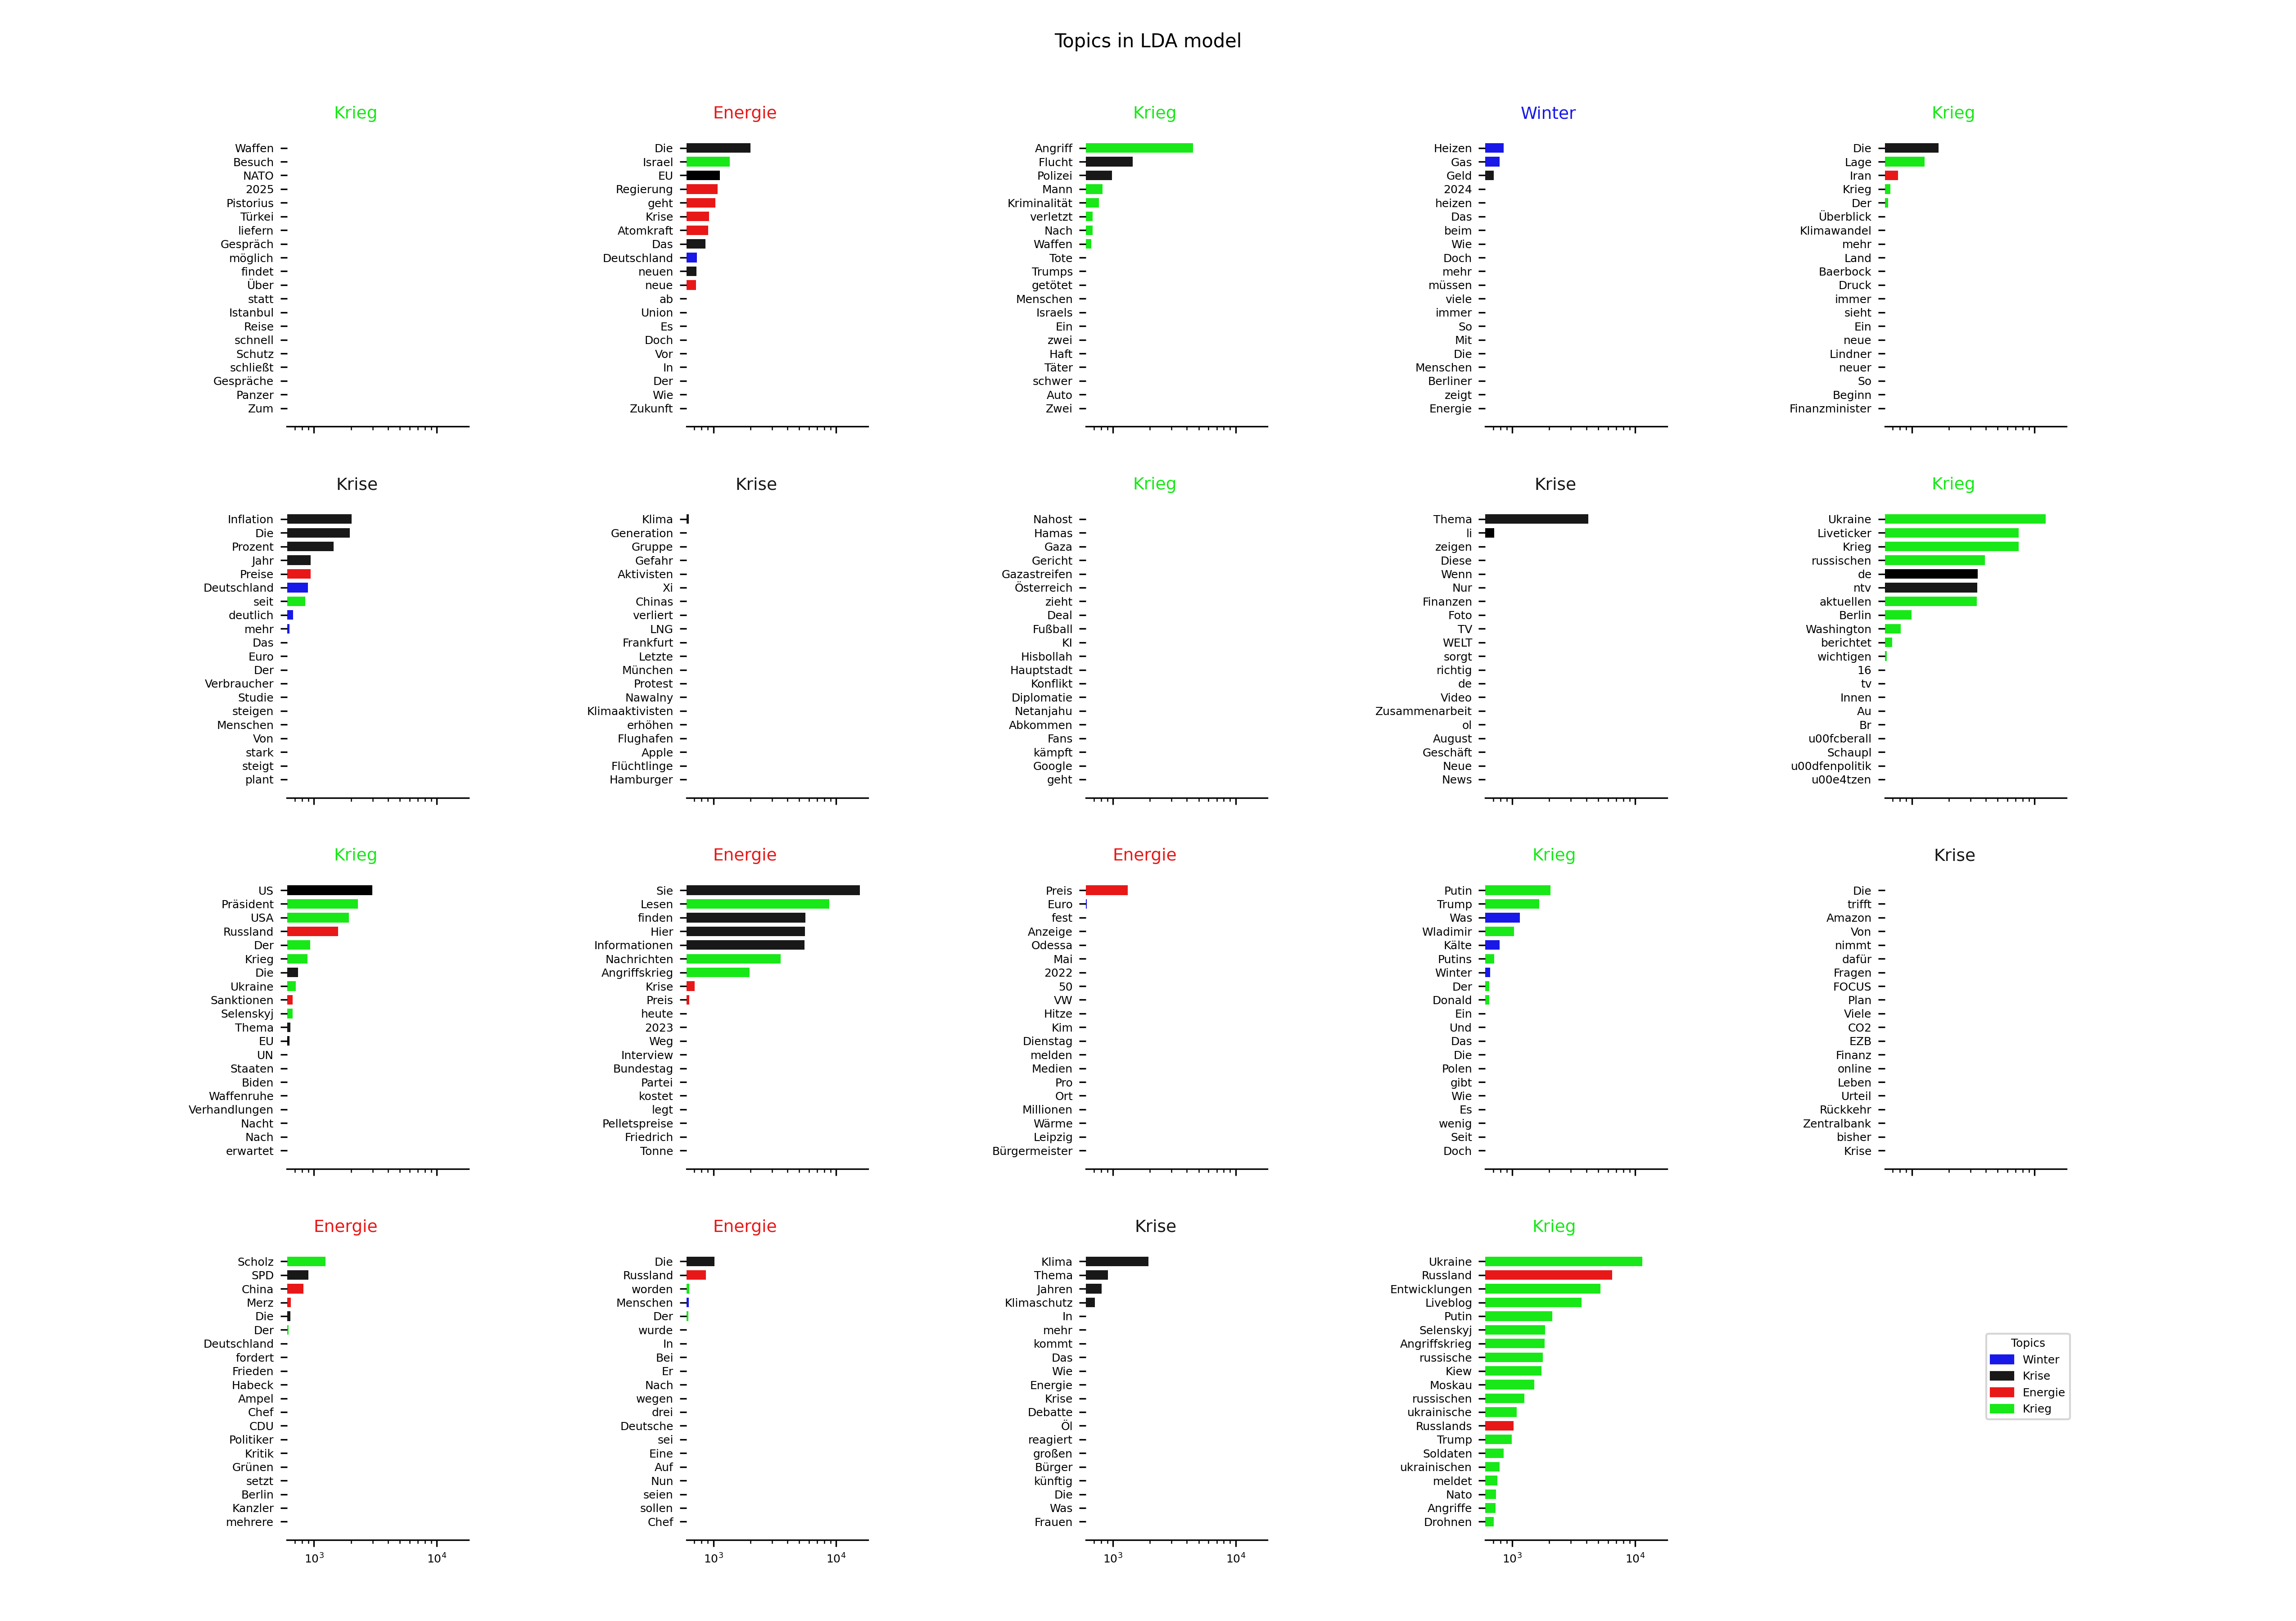 Topics in LDA model
Krieg
Waffen
Besuch
NATO
2025
Pistorius
Türkei
liefern
Gespräch
möglich
findet
Über
statt
Istanbul
Reise
schnell
Schutz
schließt
Gespräche
Panzer
Zum
Energie
Die
Israel
EU
Regierung
geht
Krise
Atomkraft
Das
Deutschland
neuen
neue
ab
Union
Es
Doch
Vor
In
Der
Wie
Zukunft
Krieg
Angriff
Flucht
Polizei
Mann
Kriminalität
verletzt
Nach
Waffen
Tote
Trumps
getötet
Menschen
Israels
Ein
zwei
Haft
Täter
schwer
Auto
Zwei
Winter
Heizen
Gas
Geld
2024
heizen
Das
beim
Wie
Doch
mehr
müssen
viele
immer
So
Mit
Die
Menschen
Berliner
zeigt
Energie
Krieg
Die
Lage
Iran
Krieg
Der
Überblick
Klimawandel
mehr
Land
Baerbock
Druck
immer
sieht
Ein
neue
Lindner
neuer
So
Beginn
Finanzminister
Krise
Inflation
Die
Prozent
Jahr
Preise
Deutschland
seit
deutlich
mehr
Das
Euro
Der
Verbraucher
Studie
steigen
Menschen
Von
stark
steigt
plant
Krise
Klima
Generation
Gruppe
Gefahr
Aktivisten
Xi
Chinas
verliert
LNG
Frankfurt
Letzte
München
Protest
Nawalny
Klimaaktivisten
erhöhen
Flughafen
Apple
Flüchtlinge
Hamburger
Krieg
Nahost
Hamas
Gaza
Gericht
Gazastreifen
Österreich
zieht
Deal
Fußball
KI
Hisbollah
Hauptstadt
Konflikt
Diplomatie
Netanjahu
Abkommen
Fans
kämpft
Google
geht
Krise
Thema
li
zeigen
Diese
Wenn
Nur
Finanzen
Foto
TV
WELT
sorgt
richtig
de
Video
Zusammenarbeit
ol
August
Geschäft
Neue
News
Krieg
Ukraine
Liveticker
Krieg
russischen
de
ntv
aktuellen
Berlin
Washington
berichtet
wichtigen
16
tv
Innen
Au
Br
u00fcberall
Schaupl
u00dfenpolitik
u00e4tzen
Krieg
US
Präsident
USA
Russland
Der
Krieg
Die
Ukraine
Sanktionen
Selenskyj
Thema
EU
UN
Staaten
Biden
Waffenruhe
Verhandlungen
Nacht
Nach
erwartet
Energie
Sie
Lesen
finden
Hier
Informationen
Nachrichten
Angriffskrieg
Krise
Preis
heute
2023
Weg
Interview
Bundestag
Partei
kostet
legt
Pelletspreise
Friedrich
Tonne
Energie
Preis
Euro
fest
Anzeige
Odessa
Mai
2022
50
VW
Hitze
Kim
Dienstag
melden
Medien
Pro
Ort
Millionen
Wärme
Leipzig
Bürgermeister
Krieg
Putin
Trump
Was
Wladimir
Kälte
Putins
Winter
Der
Donald
Ein
Und
Das
Die
Polen
gibt
Wie
Es
wenig
Seit
Doch
Krise
Die
trifft
Amazon
Von
nimmt
dafür
Fragen
FOCUS
Plan
Viele
CO2
EZB
Finanz
online
Leben
Urteil
Rückkehr
Zentralbank
bisher
Krise
Energie
Scholz
SPD
China
Merz
Die
Der
Deutschland
fordert
Frieden
Habeck
Ampel
Chef
CDU
Politiker
Kritik
Grünen
setzt
Berlin
Kanzler
mehrere
10³ 10⁴
Energie
Die
Russland
worden
Menschen
Der
wurde
In
Bei
Er
Nach
wegen
drei
Deutsche
sei
Eine
Auf
Nun
seien
sollen
Chef
10³ 10⁴
Krise
Klima
Thema
Jahren
Klimaschutz
In
mehr
kommt
Das
Wie
Energie
Krise
Debatte
Öl
reagiert
großen
Bürger
künftig
Die
Was
Frauen
10³ 10⁴
Krieg
Ukraine
Russland
Entwicklungen
Liveblog
Putin
Selenskyj
Angriffskrieg
russische
Kiew
Moskau
russischen
ukrainische
Russlands
Trump
Soldaten
ukrainischen
meldet
Nato
Angriffe
Drohnen
10³ 10⁴
Topics
Winter
Krise
Energie
Krieg